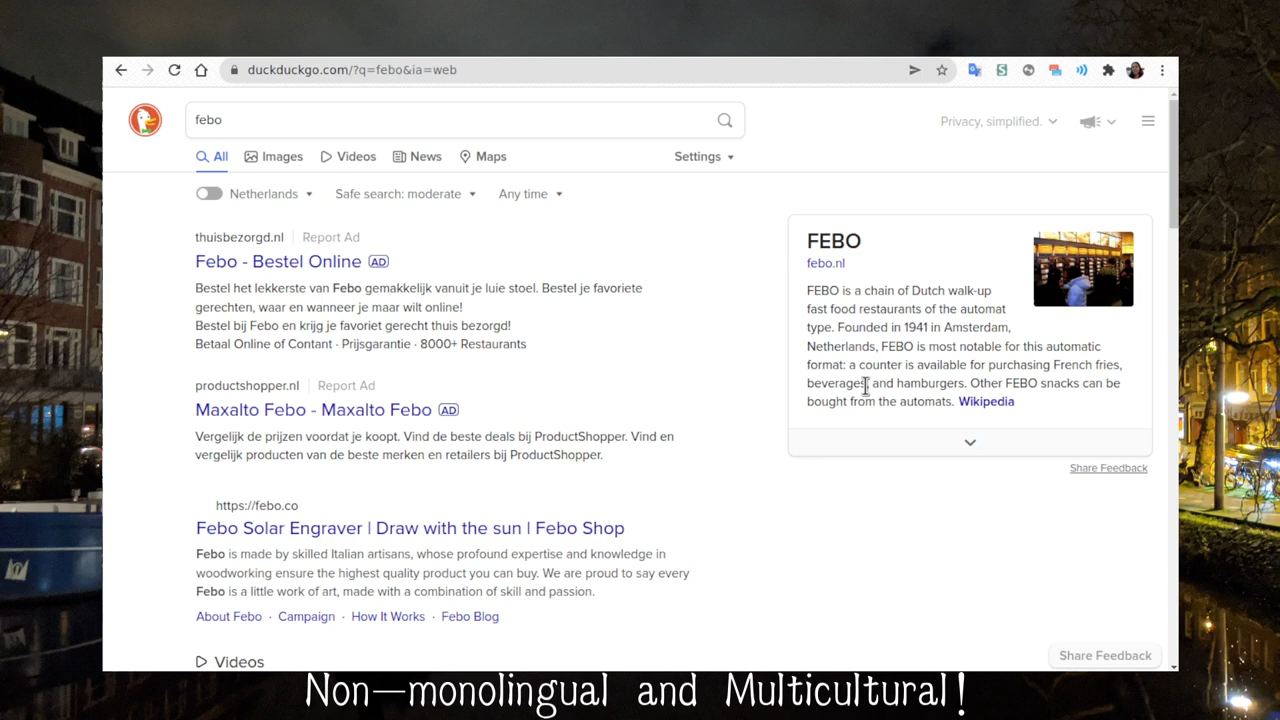 duckduckgo.com/?q=febo&ia=web
febo
Privacy, simplified.
All Images Videos News Maps Settings
Netherlands Safe search: moderate Any time
thuisbezorgd.nl Report Ad
Febo - Bestel Online AD
Bestel het lekkerste van Febo gemakkelijk vanuit je luie stoel. Bestel je favoriete
gerechten, waar en wanneer je maar wilt online!
Bestel bij Febo en krijg je favoriet gerecht thuis bezorgd!
Betaal Online of Contant · Prijsgarantie · 8000+ Restaurants
productshopper.nl Report Ad
Maxalto Febo - Maxalto Febo AD
Vergelijk de prijzen voordat je koopt. Vind de beste deals bij ProductShopper. Vind en
vergelijk producten van de beste merken en retailers bij ProductShopper.
https://febo.co
Febo Solar Engraver | Draw with the sun | Febo Shop
Febo is made by skilled Italian artisans, whose profound expertise and knowledge in
woodworking ensure the highest quality product you can buy. We are proud to say every
Febo is a little work of art, made with a combination of skill and passion.
About Febo · Campaign · How It Works · Febo Blog
Videos
FEBO
febo.nl
FEBO is a chain of Dutch walk-up
fast food restaurants of the automat
type. Founded in 1941 in Amsterdam,
Netherlands, FEBO is most notable for this automatic
format: a counter is available for purchasing French fries,
beverages, and hamburgers. Other FEBO snacks can be
bought from the automats. Wikipedia
Share Feedback
Share Feedback
Non-monolingual and Multicultural!